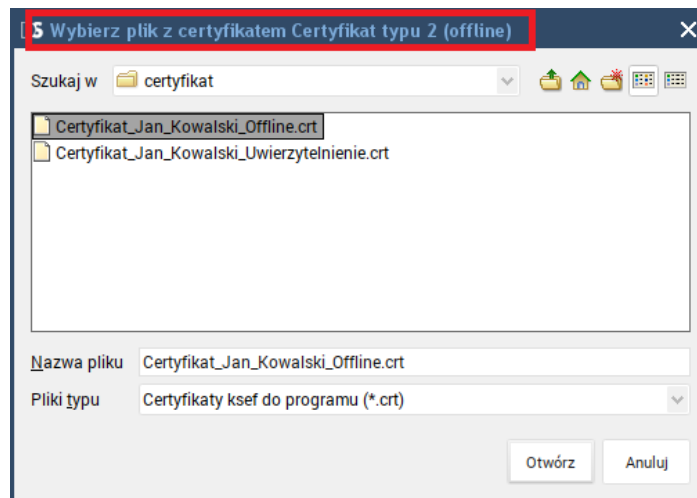 S Wybierz plik z certyfikatem Certyfikat typu 2 (offline)
Szukaj w certyfikat
Certyfikat_Jan_Kowalski_Offline.crt
Certyfikat_Jan_Kowalski_Uwierzytelnienie.crt
Nazwa pliku Certyfikat_Jan_Kowalski_Offline.crt
Pliki typu Certyfikaty ksef do programu (*.crt)
Otwórz Anuluj